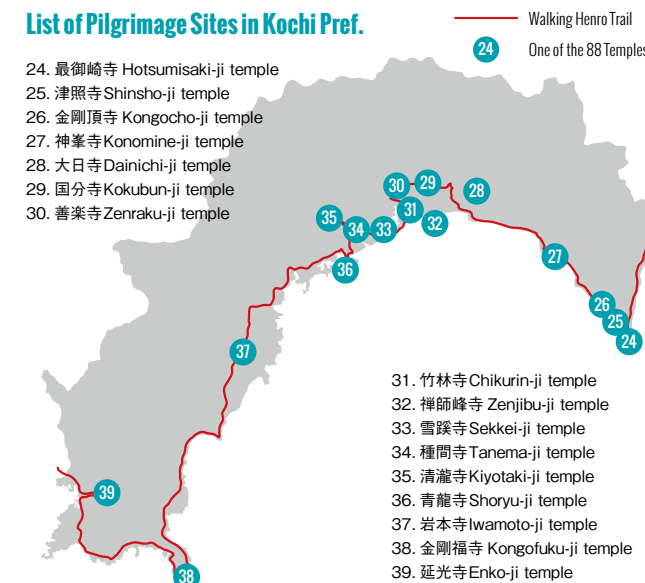 List of Pilgrimage Sites in Kochi Pref.
Walking Henro Trail
24
One of the 88 Temples
24. 最御崎寺 Hotsumisaki-ji temple
25. 津照寺Shinsho-ji temple
26. 金剛頂寺 Kongocho-ji temple
27. 神峯寺Konomine-ji temple
28. 大日寺Dainichi-ji temple
29. 国分寺Kokubun-ji temple
30. 善楽寺Zenraku-ji temple
30
29
28
35
31
34
33
32
36
27
26
25
24
37
39
38
31. 竹林寺Chikurin-ji temple
32. 禅師峰寺 Zenjibu-ji temple
33. 雪蹊寺Sekkei-ji temple
34. 種間寺Tanema-ji temple
35. 清瀧寺Kiyotaki-ji temple
36. 青龍寺Shoryu-ji temple
37. 岩本寺Iwamoto-ji temple
38. 金剛福寺 Kongofuku-ji temple
39. 延光寺Enko-ji temple